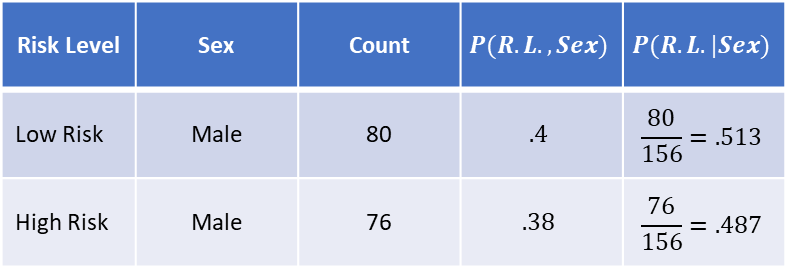 Risk Level Sex Count P(R.L.,Sex) P(R.L.|Sex)
Low Risk Male 80 .4 80/156 = .513
High Risk Male 76 .38 76/156 = .487